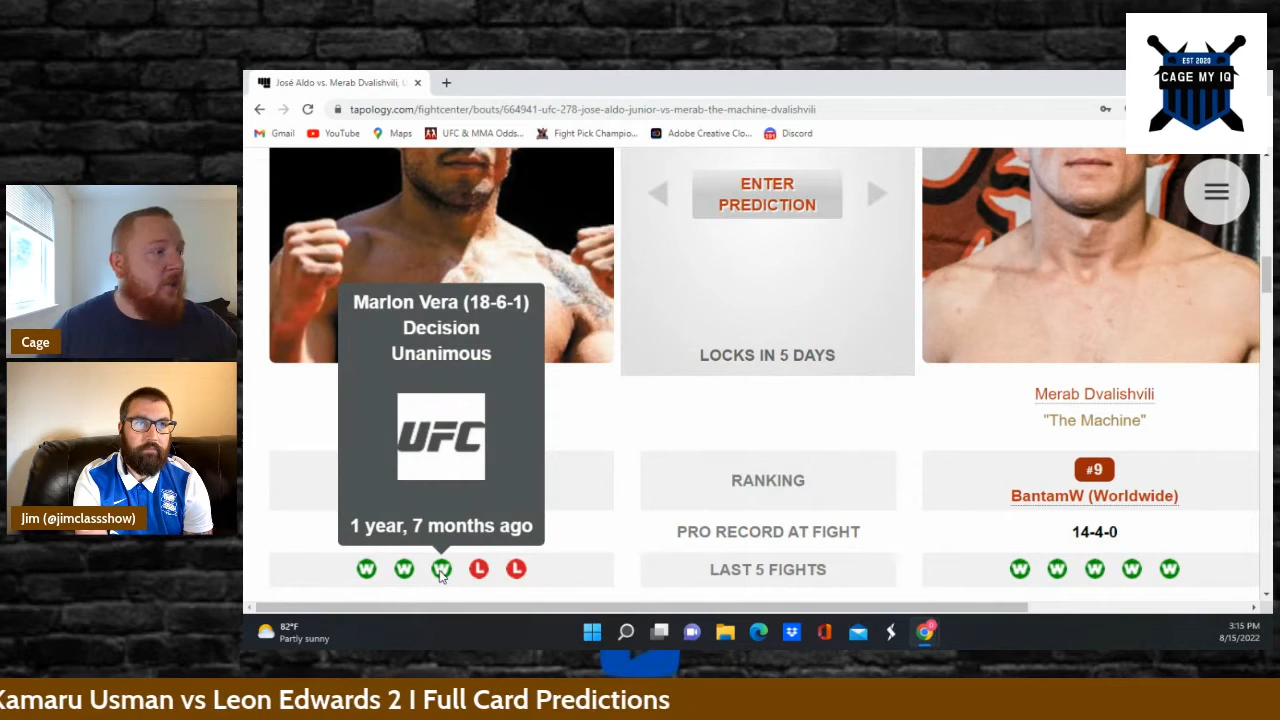 EST 2020
CAGE MY IQ
José Aldo vs. Merab Dvalishvili, U
tapology.com/fightcenter/bouts/664941-ufc-278-jose-aldo-junior-vs-merab-the-machine-dvalishvili
Gmail
YouTube
Maps
UFC & MMA Odds...
Fight Pick Champio...
Adobe Creative Clo...
Discord
ENTER
PREDICTION
LOCKS IN 5 DAYS
Marlon Vera (18-6-1)
Decision
Unanimous
UFC
1 year, 7 months ago
Merab Dvalishvili
"The Machine"
RANKING
#9
BantamW (Worldwide)
PRO RECORD AT FIGHT
14-4-0
W W W L L
LAST 5 FIGHTS
W W W W W
Cage
Jim (@jimclassshow)
82°F
Partly sunny
3:15 PM
8/15/2022
Kamaru Usman vs Leon Edwards 2 I Full Card Predictions